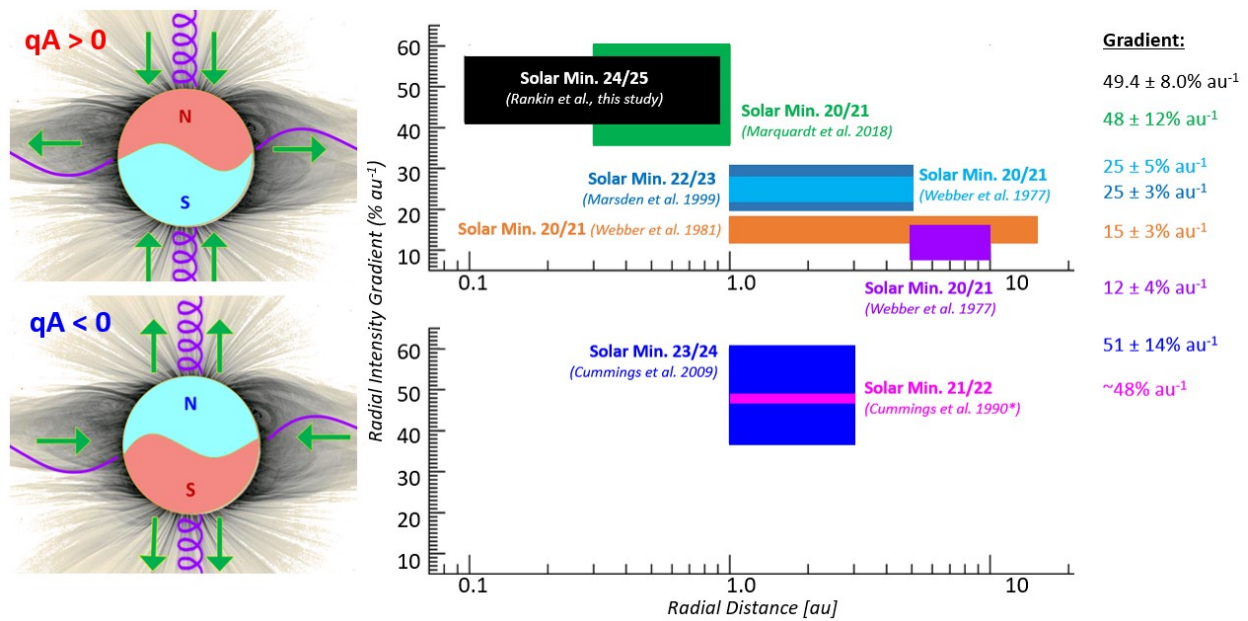 qA > 0
N
S
qA < 0
N
S
Radial Intensity Gradient (% au⁻¹)
60
50
40
30
20
10
Solar Min. 24/25
(Rankin et al., this study)
Solar Min. 20/21
(Marquardt et al. 2018)
Solar Min. 22/23
(Marsden et al. 1999)
Solar Min. 20/21
(Webber et al. 1977)
Solar Min. 20/21 (Webber et al. 1981)
0.1
1.0
10
Solar Min. 20/21
(Webber et al. 1977)
60
50
40
30
20
10
Solar Min. 23/24
(Cummings et al. 2009)
Solar Min. 21/22
(Cummings et al. 1990*)
0.1
1.0
10
Radial Distance [au]
Gradient:
49.4 ± 8.0% au⁻¹
48 ± 12% au⁻¹
25 ± 5% au⁻¹
25 ± 3% au⁻¹
15 ± 3% au⁻¹
12 ± 4% au⁻¹
51 ± 14% au⁻¹
~48% au⁻¹